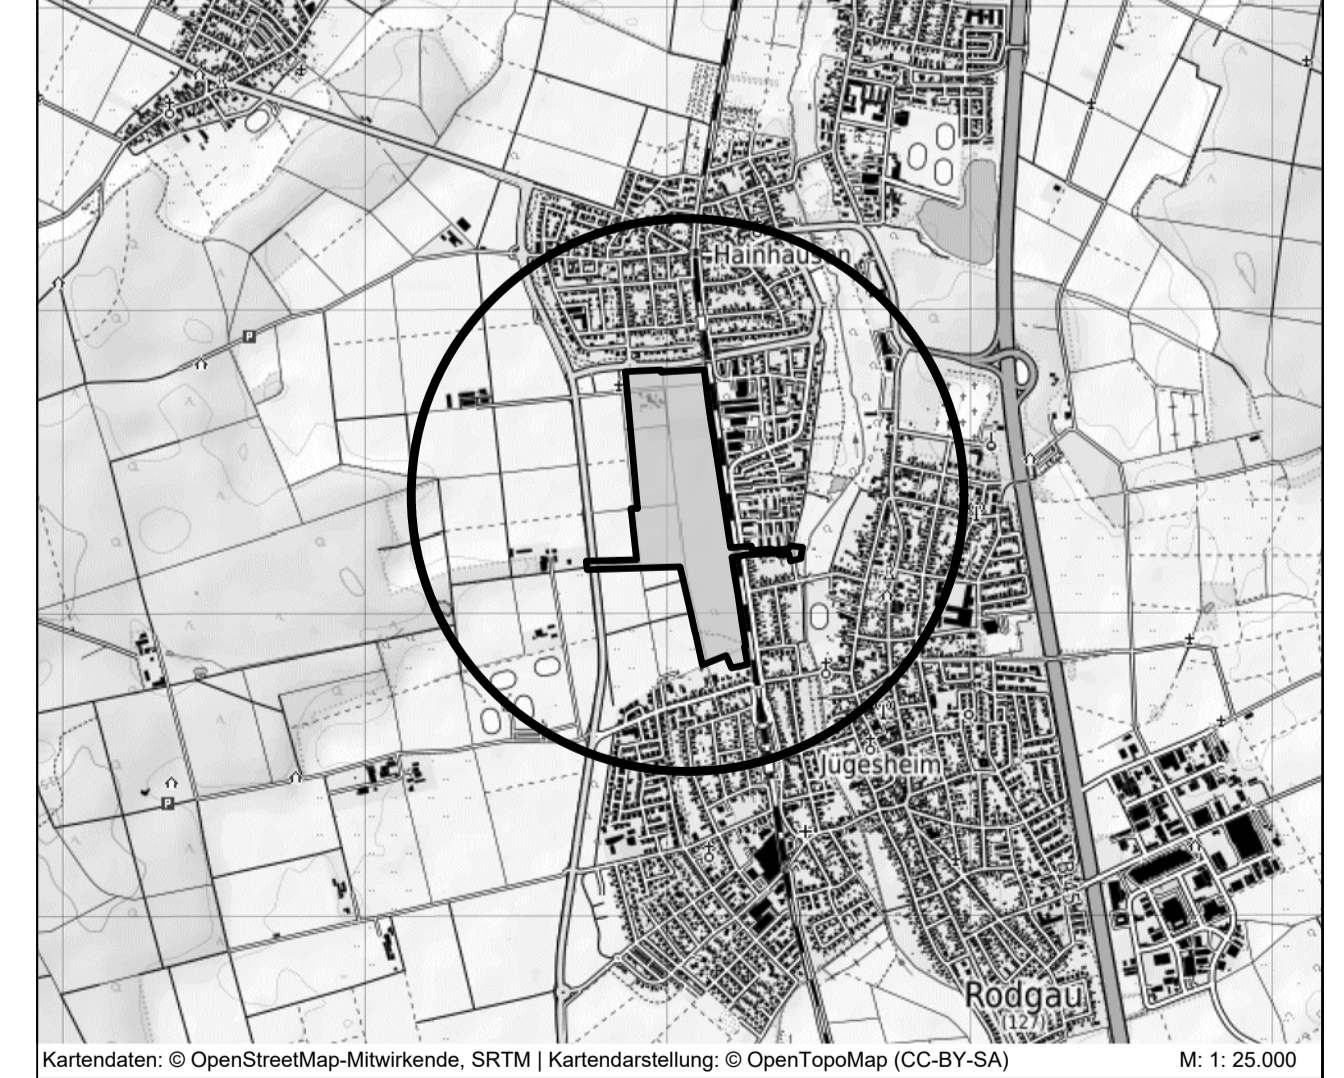 Hainhausen
Jügesheim
Rodgau
(127)
Kartendaten: © OpenStreetMap-Mitwirkende, SRTM | Kartendarstellung: © OpenTopoMap (CC-BY-SA)
M: 1: 25.000